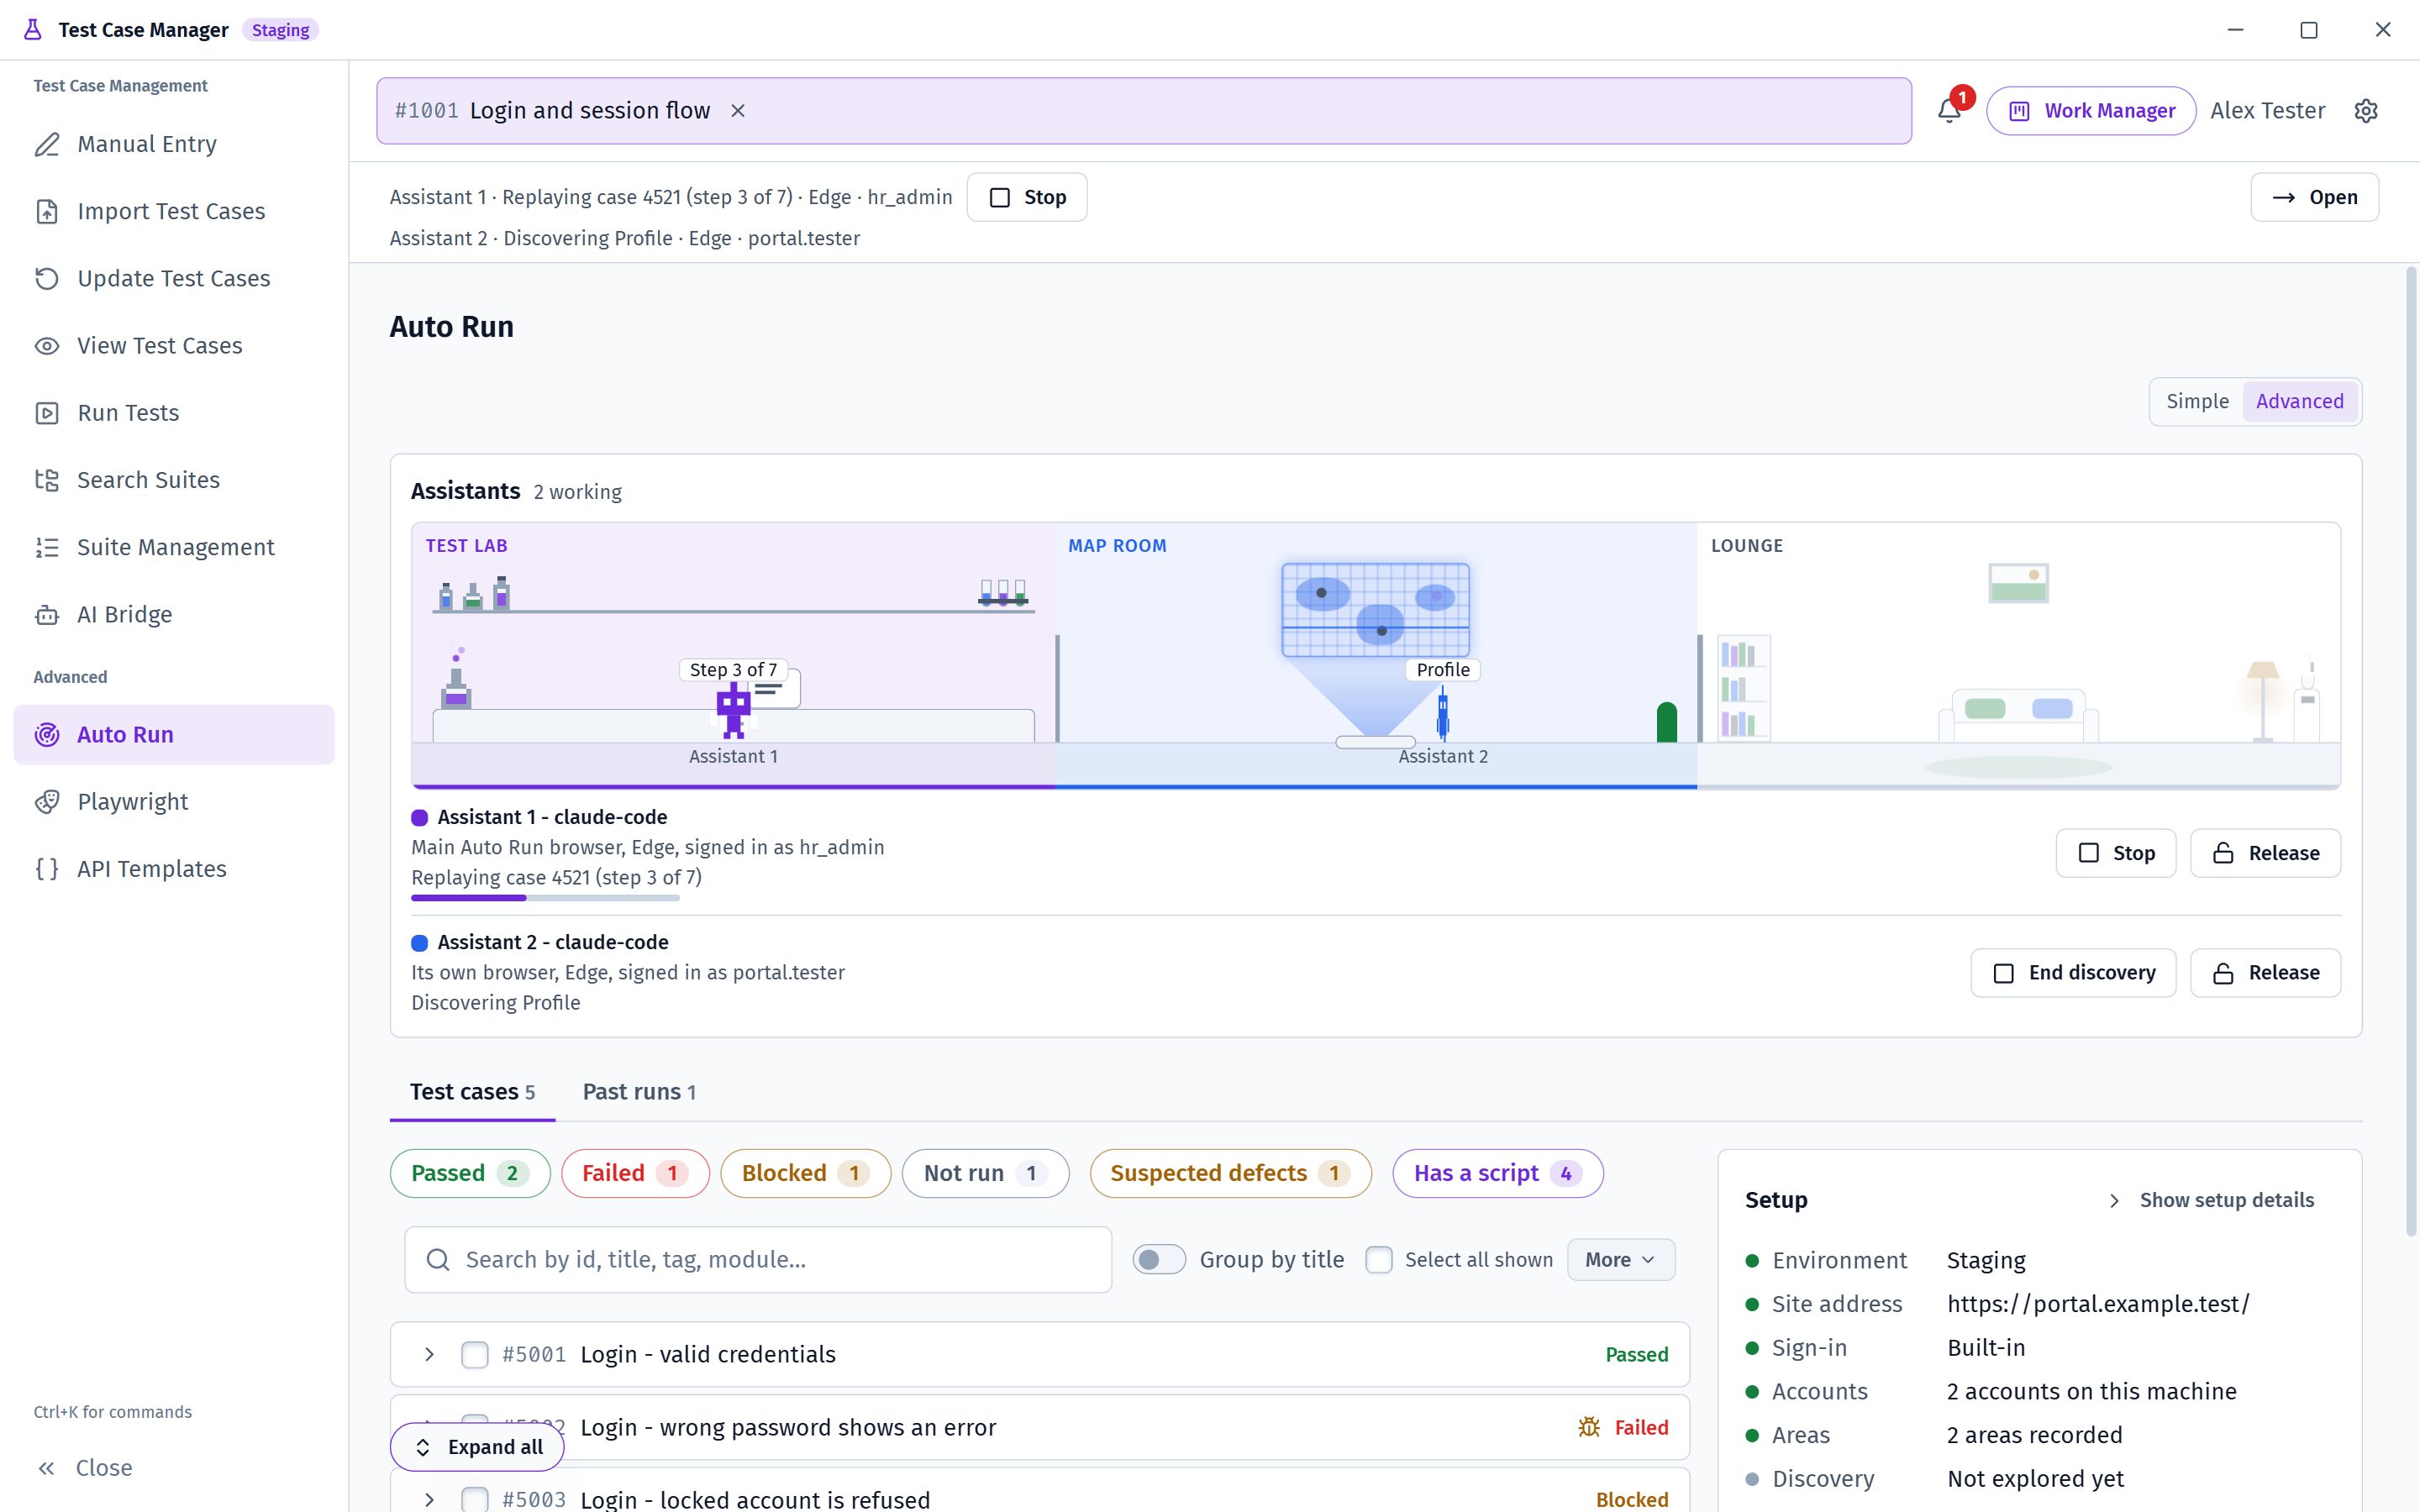 Test Case Manager Staging
Test Case Management
Manual Entry
Import Test Cases
Update Test Cases
View Test Cases
Run Tests
Search Suites
Suite Management
AI Bridge
Advanced
Auto Run
Playwright
API Templates
Ctrl+K for commands
Close
#1001 Login and session flow
1
Work Manager
Alex Tester
Assistant 1 · Replaying case 4521 (step 3 of 7) · Edge · hr_admin
Stop
Open
Assistant 2 · Discovering Profile · Edge · portal.tester
Auto Run
Simple Advanced
Assistants 2 working
TEST LAB
MAP ROOM
LOUNGE
Step 3 of 7
Profile
Assistant 1
Assistant 2
Assistant 1 - claude-code
Main Auto Run browser, Edge, signed in as hr_admin
Replaying case 4521 (step 3 of 7)
Stop
Release
Assistant 2 - claude-code
Its own browser, Edge, signed in as portal.tester
Discovering Profile
End discovery
Release
Test cases 5
Past runs 1
Passed 2
Failed 1
Blocked 1
Not run 1
Suspected defects 1
Has a script 4
Search by id, title, tag, module...
Group by title
Select all shown
More
#5001 Login - valid credentials Passed
Login - wrong password shows an error Failed
Expand all
#5003 Login - locked account is refused Blocked
Setup
Show setup details
Environment Staging
Site address https://portal.example.test/
Sign-in Built-in
Accounts 2 accounts on this machine
Areas 2 areas recorded
Discovery Not explored yet